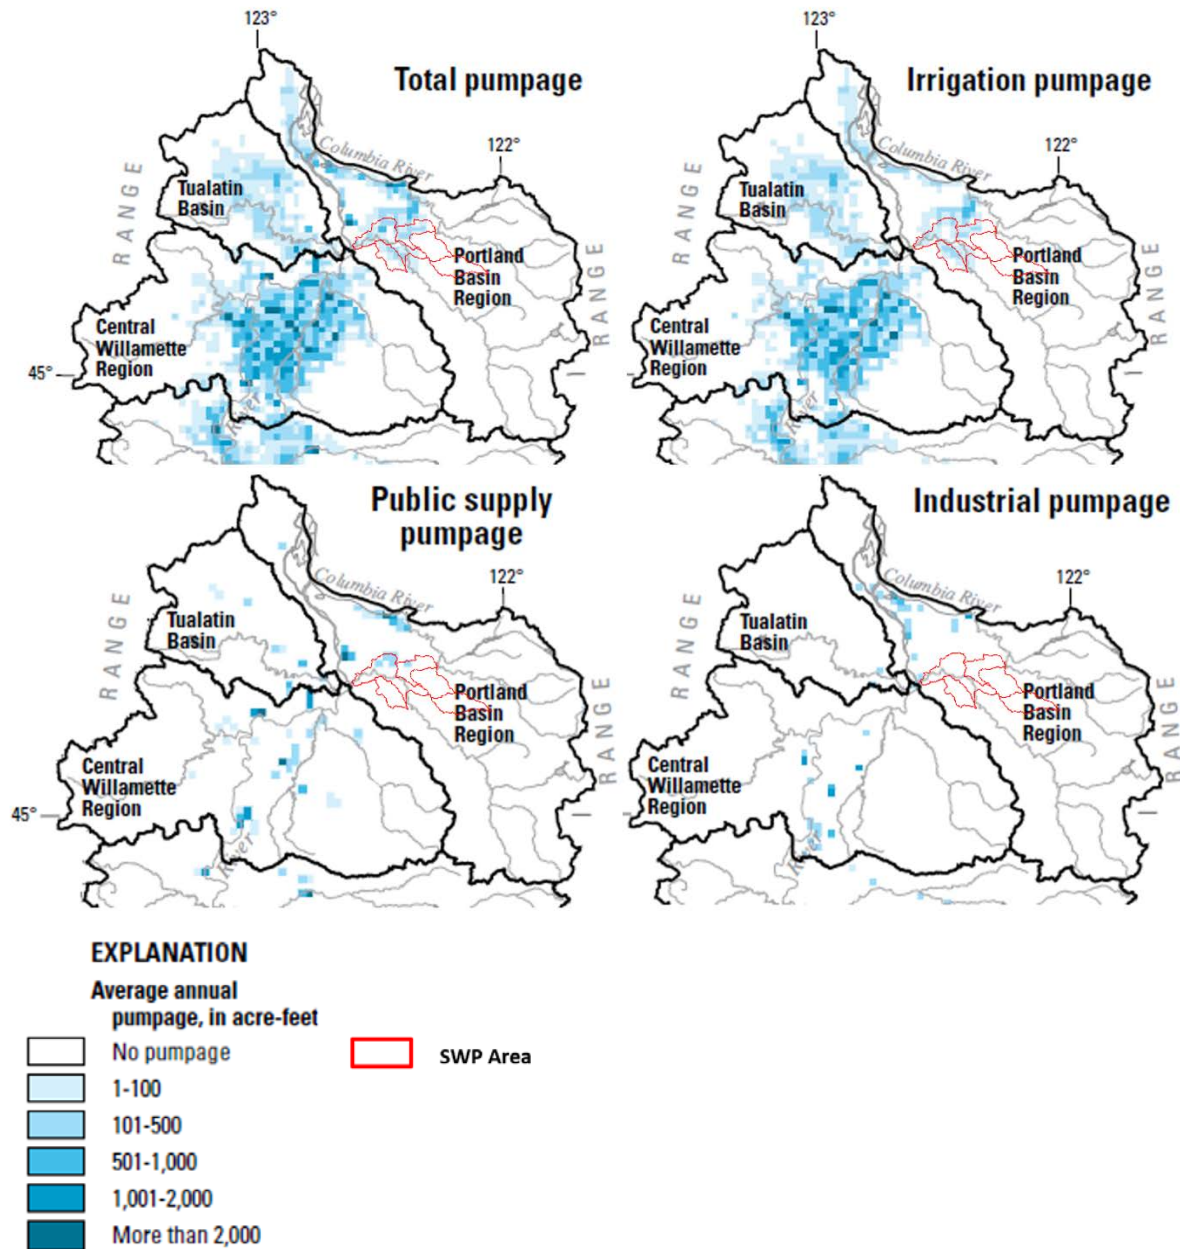 123°
Total pumpage
Columbia River
122°
RANGE
Tualatin
Basin
Portland
Basin
Region
RANGE
Central
Willamette
Region
45°
River
123°
Irrigation pumpage
Columbia River
122°
RANGE
Tualatin
Basin
Portland
Basin
Region
RANGE
Central
Willamette
Region
River
Public supply
pumpage
Columbia River
122°
RANGE
Tualatin
Basin
Portland
Basin
Region
RANGE
Central
Willamette
Region
45°
River
Industrial pumpage
Columbia River
122°
RANGE
Tualatin
Basin
Portland
Basin
Region
RANGE
Central
Willamette
Region
River
EXPLANATION
Average annual
pumpage, in acre-feet
No pumpage
SWP Area
1-100
101-500
501-1,000
1,001-2,000
More than 2,000